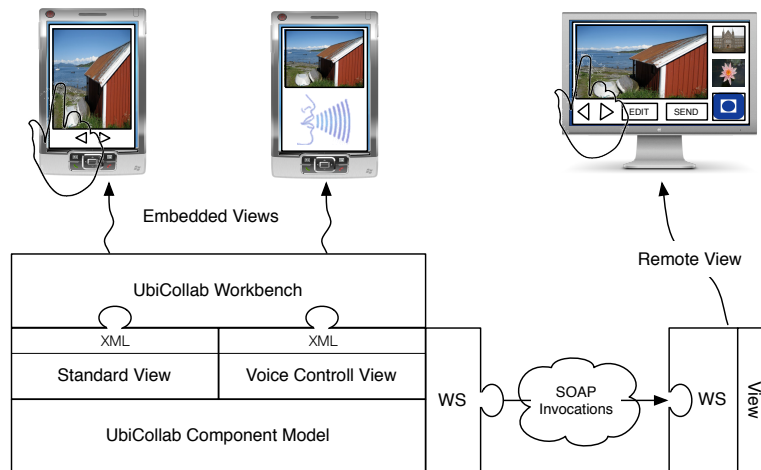 EDIT
SEND
Embedded Views
Remote View
UbiCollab Workbench
XML
XML
Standard View
Voice Controll View
WS
SOAP
Invocations
WS
View
UbiCollab Component Model